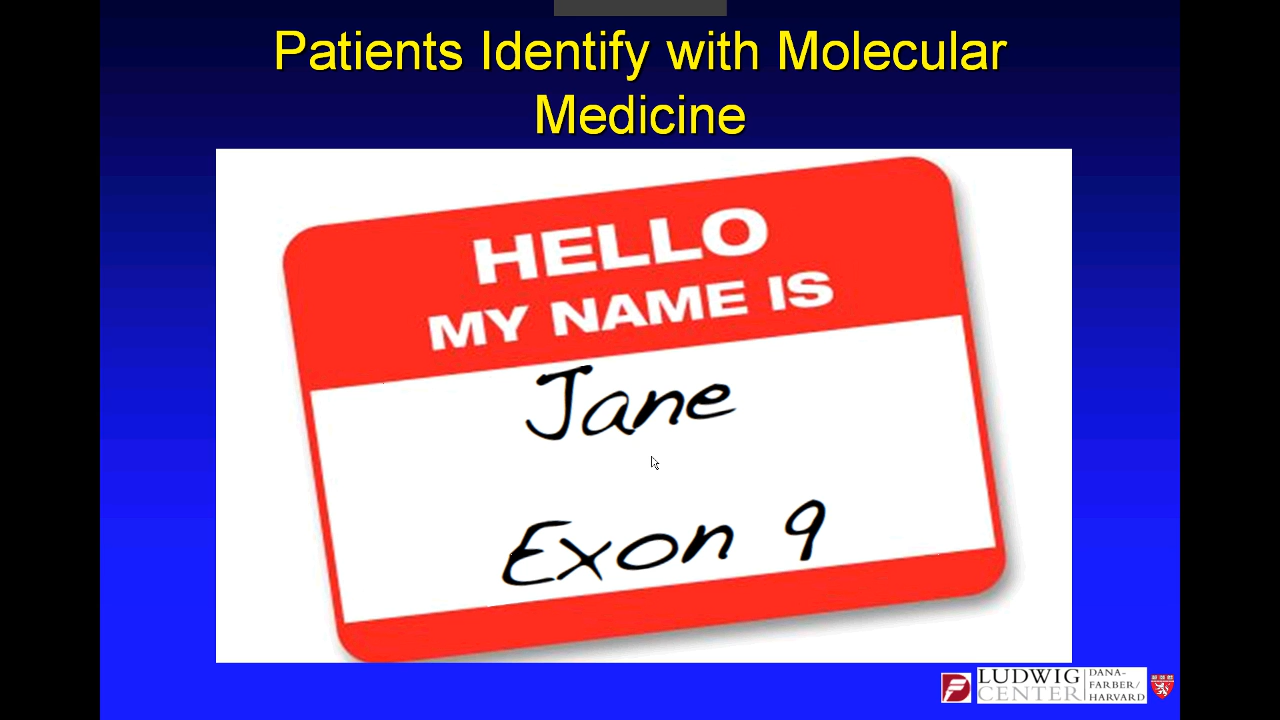 Patients Identify with Molecular
Medicine
HELLO
MY NAME IS
Jane
Exon 9
LUDWIG
CENTER
DANA-
FARBER/
HARVARD